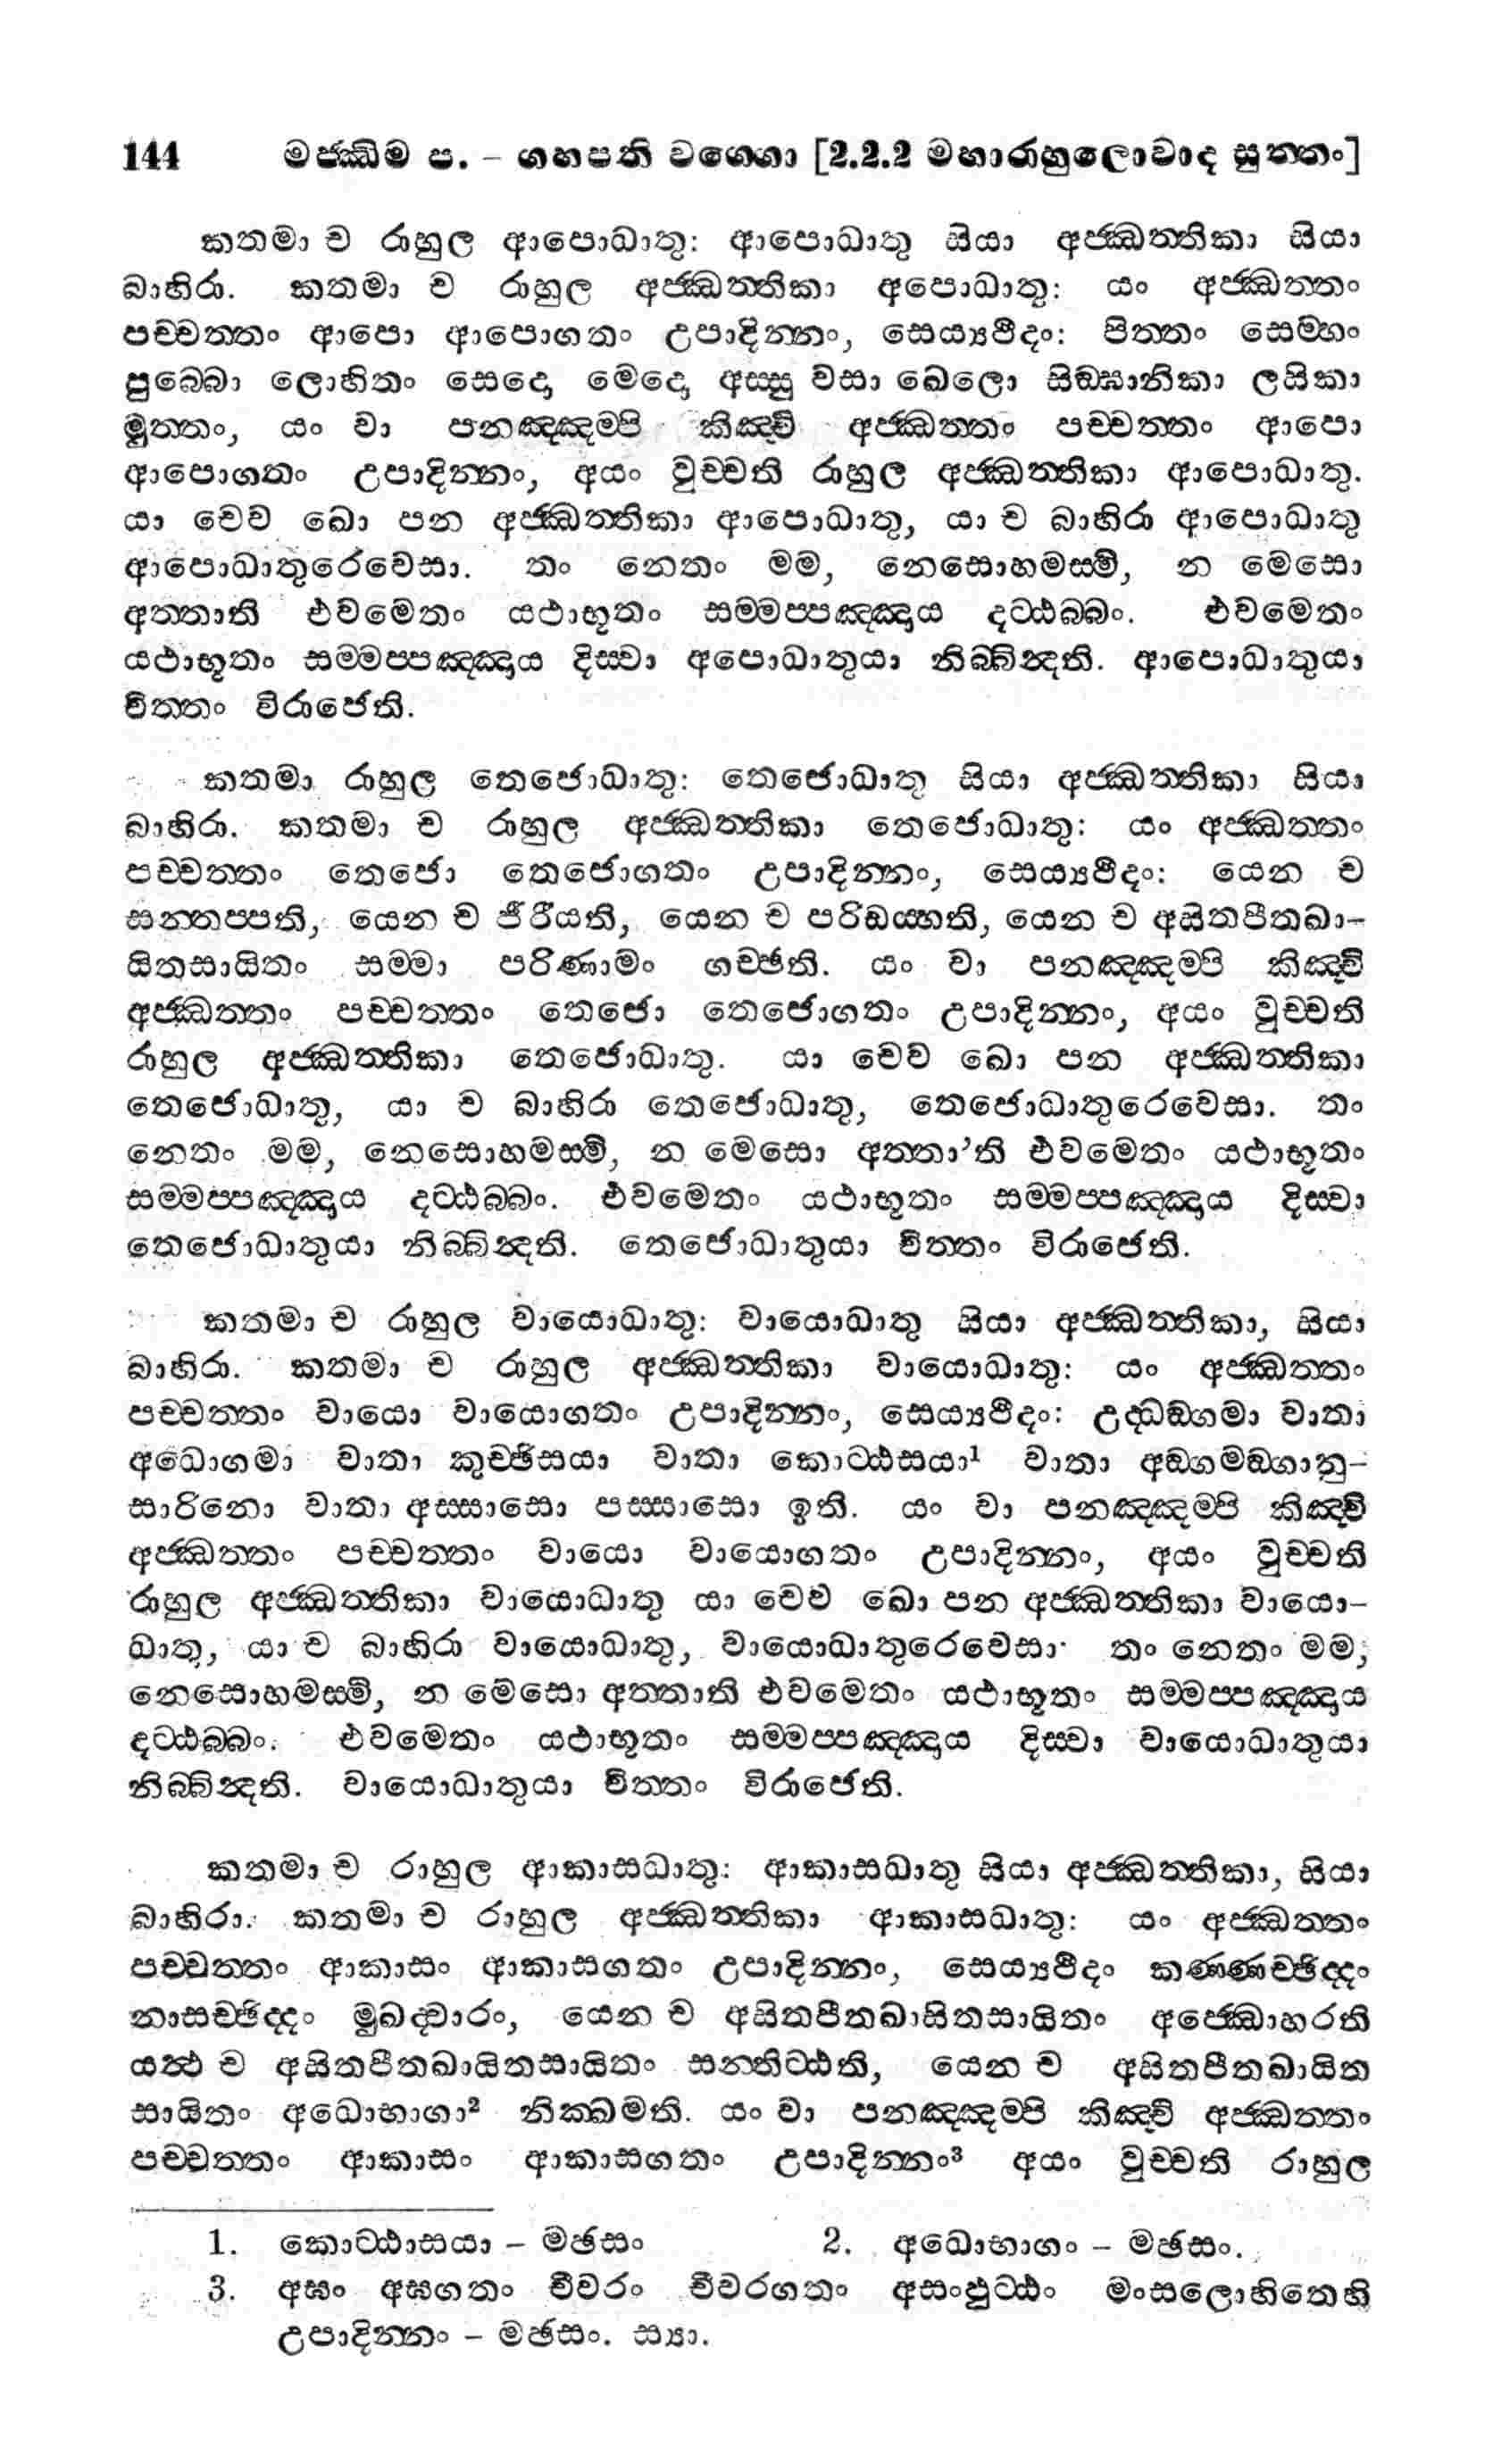 144 මජ්ඣිම ප. – ගහපති වග්ගො [2.2.2 මහාරාහුලොවාද සුත්තං]
කතමා ච රාහුල ආපොධාතු: ආපොධාතු සියා අජ්ඣත්තිකා සියා
බාහිරා. කතමා ච රාහුල අජ්ඣත්තිකා අපොධාතු: යං අජ්ඣත්තං
පච්චත්තං ආපො ආපොගතං උපාදින්නං, සෙය්‍යථීදං: පිත්තං සෙම්හං
පුබ්බො ලොහිතං සෙදො මෙදො අස්සු වසා ඛෙලො සිඞ්ඝානිකා ලසිකා
මුත්තං, යං වා පනඤ්ඤම්පි කිඤ්චි අජ්ඣත්තං පච්චත්තං ආපො
ආපොගතං උපාදින්නං, අයං වුච්චති රාහුල අජ්ඣත්තිකා ආපොධාතු.
යා චෙව ඛො පන අජ්ඣත්තිකා ආපොධාතු, යා ච බාහිරා ආපොධාතු
ආපොධාතුරෙවෙසා. තං නෙතං මම, නෙසොහමස්මි, න මෙසො
අත්තාති එවමෙතං යථාභූතං සම්මප්පඤ්ඤාය දට්ඨබ්බං. එවමෙතං
යථාභූතං සම්මප්පඤ්ඤාය දිස්වා අපොධාතුයා නිබ්බින්දති. ආපොධාතුයා
චිත්තං විරාජෙති.
කතමා රාහුල තෙජොධාතු: තෙජොධාතු සියා අජ්ඣත්තිකා සියා
බාහිරා. කතමා ච රාහුල අජ්ඣත්තිකා තෙජොධාතු: යං අජ්ඣත්තං
පච්චත්තං තෙජො තෙජොගතං උපාදින්නං, සෙය්‍යථීදං: යෙන ච
සන්තප්පති, යෙන ච ජීරීයති, යෙන ච පරිඩය්හති, යෙන ච අසිතපීතඛා-
යිතසායිතං සම්මා පරිණාමං ගච්ඡති. යං වා පනඤ්ඤම්පි කිඤ්චි
අජ්ඣත්තං පච්චත්තං තෙජො තෙජොගතං උපාදින්නං, අයං වුච්චති
රාහුල අජ්ඣත්තිකා තෙජොධාතු. යා චෙව ඛො පන අජ්ඣත්තිකා
තෙජොධාතු, යා ච බාහිරා තෙජොධාතු, තෙජොධාතුරෙවෙසා. තං
නෙතං මම, නෙසොහමස්මි, න මෙසො අත්තා'ති එවමෙතං යථාභූතං
සම්මප්පඤ්ඤාය දට්ඨබ්බං. එවමෙතං යථාභූතං සම්මප්පඤ්ඤාය දිස්වා
තෙජොධාතුයා නිබ්බින්දති. තෙජොධාතුයා චිත්තං විරාජෙති.
කතමා ච රාහුල වායොධාතු: වායොධාතු සියා අජ්ඣත්තිකා, සියා
බාහිරා. කතමා ච රාහුල අජ්ඣත්තිකා වායොධාතු: යං අජ්ඣත්තං
පච්චත්තං වායො වායොගතං උපාදින්නං, සෙය්‍යථීදං: උද්ධඞ්ගමා වාතා
අධොගමා වාතා කුච්ඡිසයා වාතා කොට්ඨසයා¹ වාතා අඞ්ගමඞ්ගානු-
සාරිනො වාතා අස්සාසො පස්සාසො ඉති. යං වා පනඤ්ඤම්පි කිඤ්චි
අජ්ඣත්තං පච්චත්තං වායො වායොගතං උපාදින්නං, අයං වුච්චති
රාහුල අජ්ඣත්තිකා වායොධාතු යා චෙව ඛො පන අජ්ඣත්තිකා වායො-
ධාතු, යා ච බාහිරා වායොධාතු, වායොධාතුරෙවෙසා. තං නෙතං මම,
නෙසොහමස්මි, න මෙසො අත්තාති එවමෙතං යථාභූතං සම්මප්පඤ්ඤාය
දට්ඨබ්බං. එවමෙතං යථාභූතං සම්මප්පඤ්ඤාය දිස්වා වායොධාතුයා
නිබ්බින්දති. වායොධාතුයා චිත්තං විරාජෙති.
කතමා ච රාහුල ආකාසධාතු: ආකාසධාතු සියා අජ්ඣත්තිකා, සියා
බාහිරා. කතමා ච රාහුල අජ්ඣත්තිකා ආකාසධාතු: යං අජ්ඣත්තං
පච්චත්තං ආකාසං ආකාසගතං උපාදින්නං, සෙය්‍යථීදං කණ්ණච්ඡිද්දං
නාසච්ඡිද්දං මුඛද්වාරං, යෙන ච අසිතපීතඛාසිතසායිතං අජ්ඣොහරති
යත්ථ ච අසිතපීතඛායිතසායිතං සන්තිට්ඨති, යෙන ච අසිතපීතඛායිත
සායිතං අධොභාගා² නික්ඛමති. යං වා පනඤ්ඤම්පි කිඤ්චි අජ්ඣත්තං
පච්චත්තං ආකාසං ආකාසගතං උපාදින්නං³ අයං වුච්චති රාහුල
1. කොට්ඨාසයා – මඡසං 2. අධොභාගං – මඡසං.
3. අඝං අඝගතං චීවරං චීවරගතං අසංඵුට්ඨං මංසලොහිතෙහි
උපාදින්නං – මඡසං. ස්‍යා.